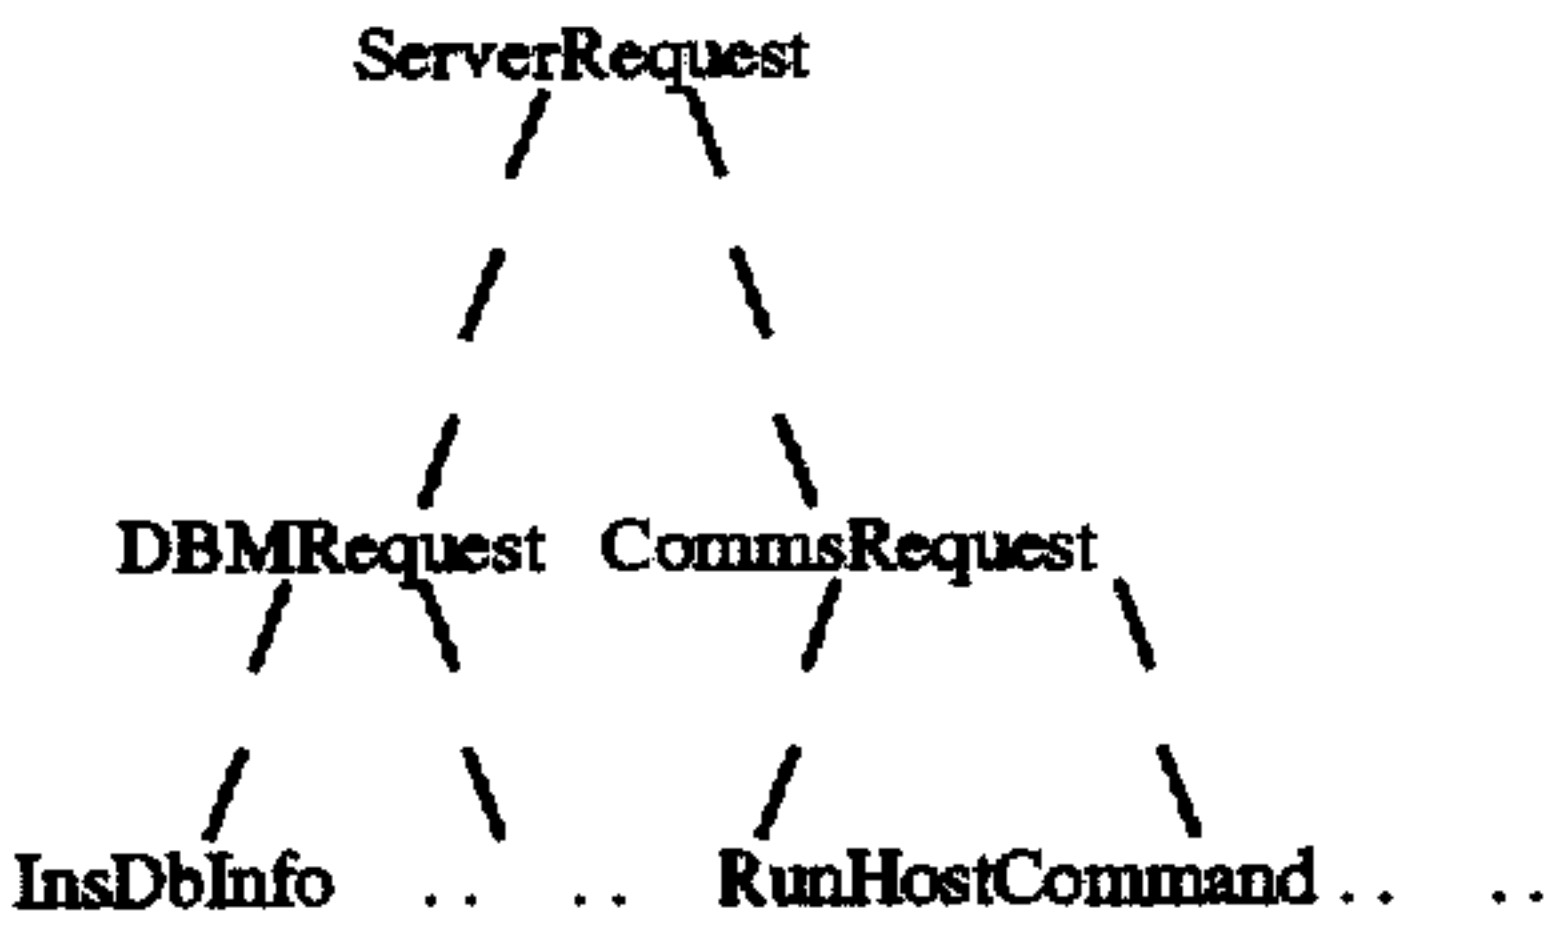 ServerRequest
DBMRequest CommsRequest
InsDbInfo .. .. RunHostCommand .. ..